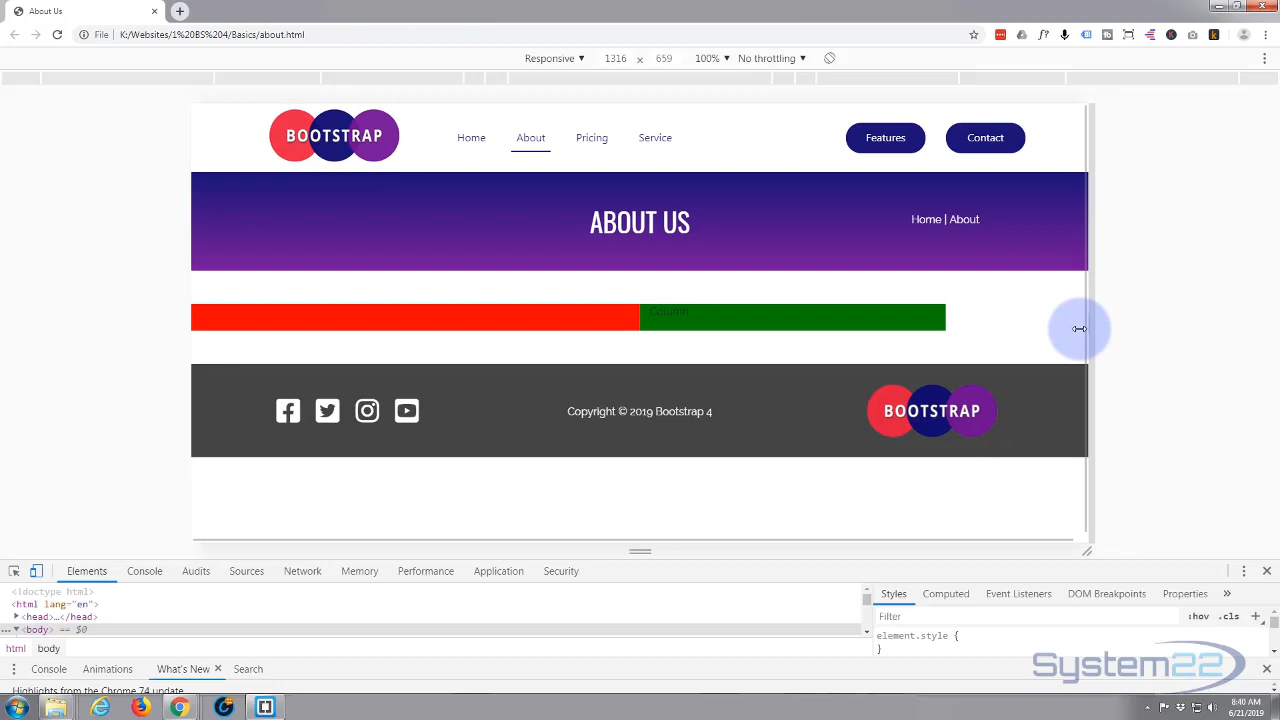 About Us
File | K:/Websites/1%20BS%204/Basics/about.html
Responsive 1316 × 659 100% No throttling
BOOTSTRAP Home About Pricing Service Features Contact
ABOUT US Home | About
Column
Copyright © 2019 Bootstrap 4 BOOTSTRAP
Elements Console Audits Sources Network Memory Performance Application Security
<!doctype html>
<html lang="en">
<head>…</head>
<body> == $0
html body
Styles Computed Event Listeners DOM Breakpoints Properties »
Filter :hov .cls +
element.style {
}
Console Animations What's New × Search
Highlights from the Chrome 74 update
System22
8:40 AM
6/21/2019